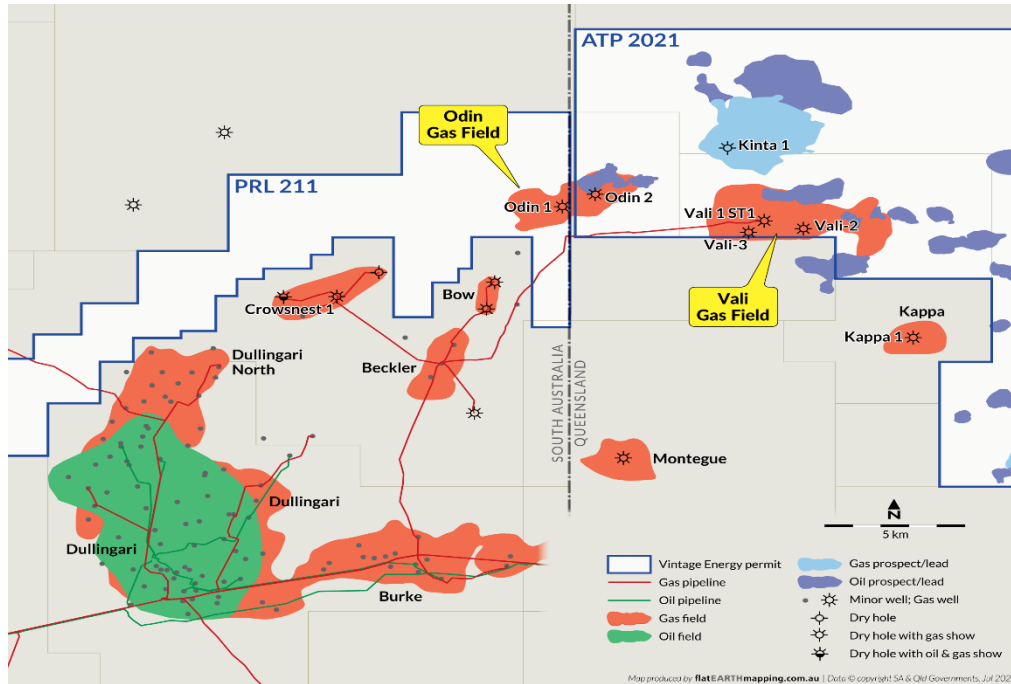 ATP 2021
Odin
Gas Field
Kinta 1
PRL 211
Odin 1
Odin 2
Vali 1 ST1
Vali-2
Vali-3
Crowsnest 1
Bow
Vali
Gas Field
Kappa
Kappa 1
Dullingari
North
Beckler
SOUTH AUSTRALIA
QUEENSLAND
Montegue
Dullingari
Dullingari
Burke
N
5 km
Vintage Energy permit
Gas pipeline
Oil pipeline
Gas field
Oil field
Gas prospect/lead
Oil prospect/lead
Minor well; Gas well
Dry hole
Dry hole with gas show
Dry hole with oil & gas show
Map produced by flatEARTHmapping.com.au | Data © copyright SA & Qld Governments, Jul